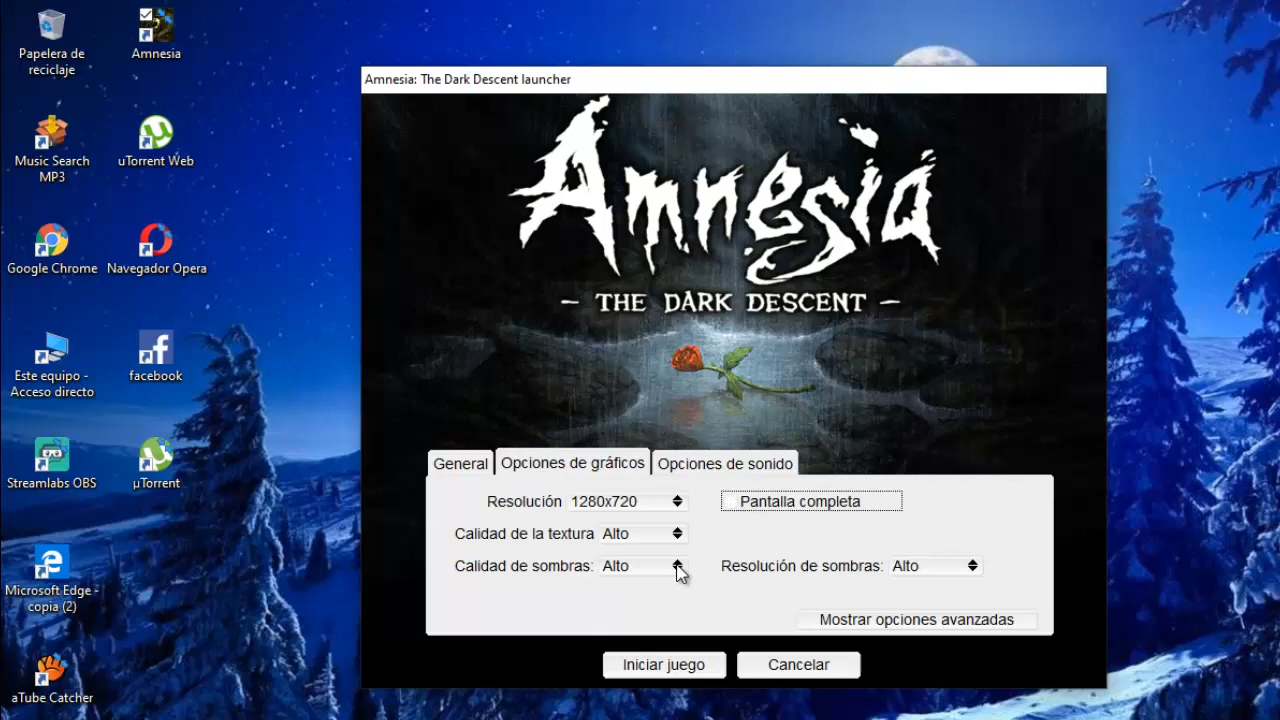 Papelera de
reciclaje
Amnesia
Music Search
MP3
uTorrent Web
Google Chrome
Navegador Opera
Este equipo -
Acceso directo
facebook
Streamlabs OBS
µTorrent
Microsoft Edge -
copia (2)
aTube Catcher
Amnesia: The Dark Descent launcher
Amnesia
- THE DARK DESCENT -
General
Opciones de gráficos
Opciones de sonido
Resolución 1280x720
Pantalla completa
Calidad de la textura Alto
Calidad de sombras: Alto
Resolución de sombras: Alto
Mostrar opciones avanzadas
Iniciar juego
Cancelar